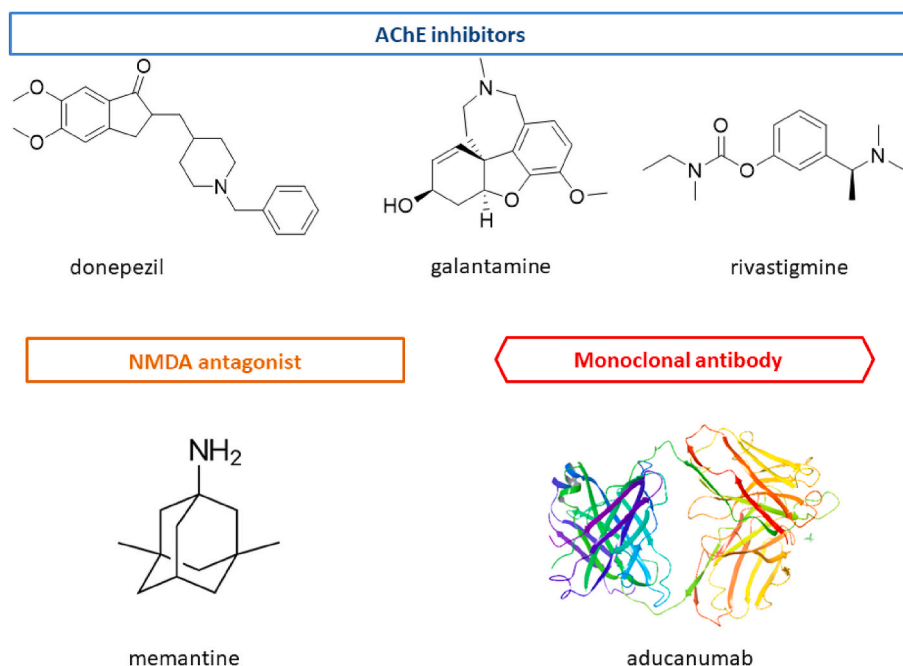 AChE inhibitors
O
O
O
N
donepezil
N
HO
H
O
O
galantamine
O
N
O
N
rivastigmine
NMDA antagonist
Monoclonal antibody
NH2
memantine
aducanumab